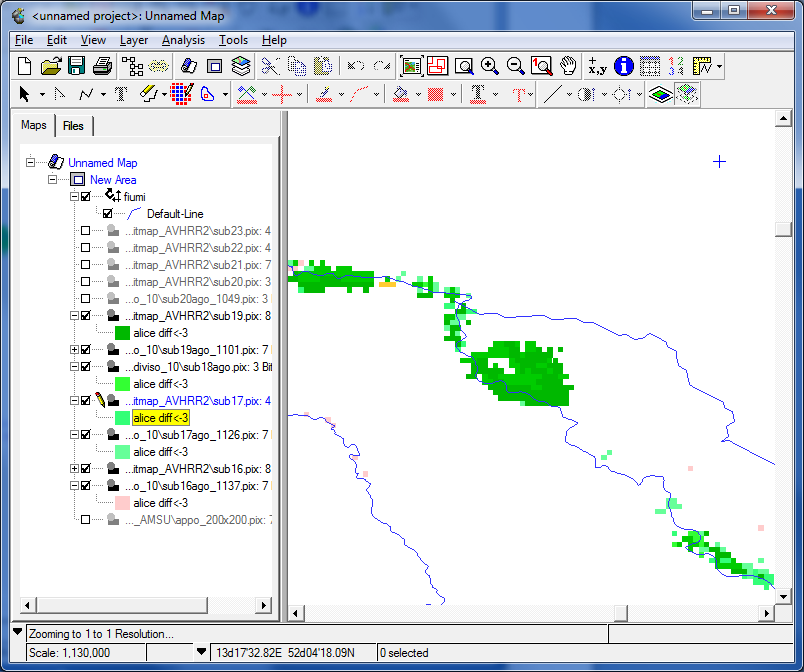 <unnamed project>: Unnamed Map
File Edit View Layer Analysis Tools Help
+
x,y
1 2
3 4
Maps Files
Unnamed Map
New Area
fiumi
Default-Line
...itmap_AVHRR2\sub23.pix: 4
...itmap_AVHRR2\sub22.pix: 4
...itmap_AVHRR2\sub21.pix: 7
...itmap_AVHRR2\sub20.pix: 3
...o_10\sub20ago_1049.pix: 3
...itmap_AVHRR2\sub19.pix: 8
alice diff<-3
...o_10\sub19ago_1101.pix: 7
...diviso_10\sub18ago.pix: 3 Bit
alice diff<-3
...itmap_AVHRR2\sub17.pix: 4
alice diff<-3
...o_10\sub17ago_1126.pix: 7
alice diff<-3
...itmap_AVHRR2\sub16.pix: 8
...o_10\sub16ago_1137.pix: 7
alice diff<-3
..._AMSU\appo_200x200.pix: 7
Zooming to 1 to 1 Resolution...
Scale: 1,130,000
13d17'32.82E 52d04'18.09N
0 selected